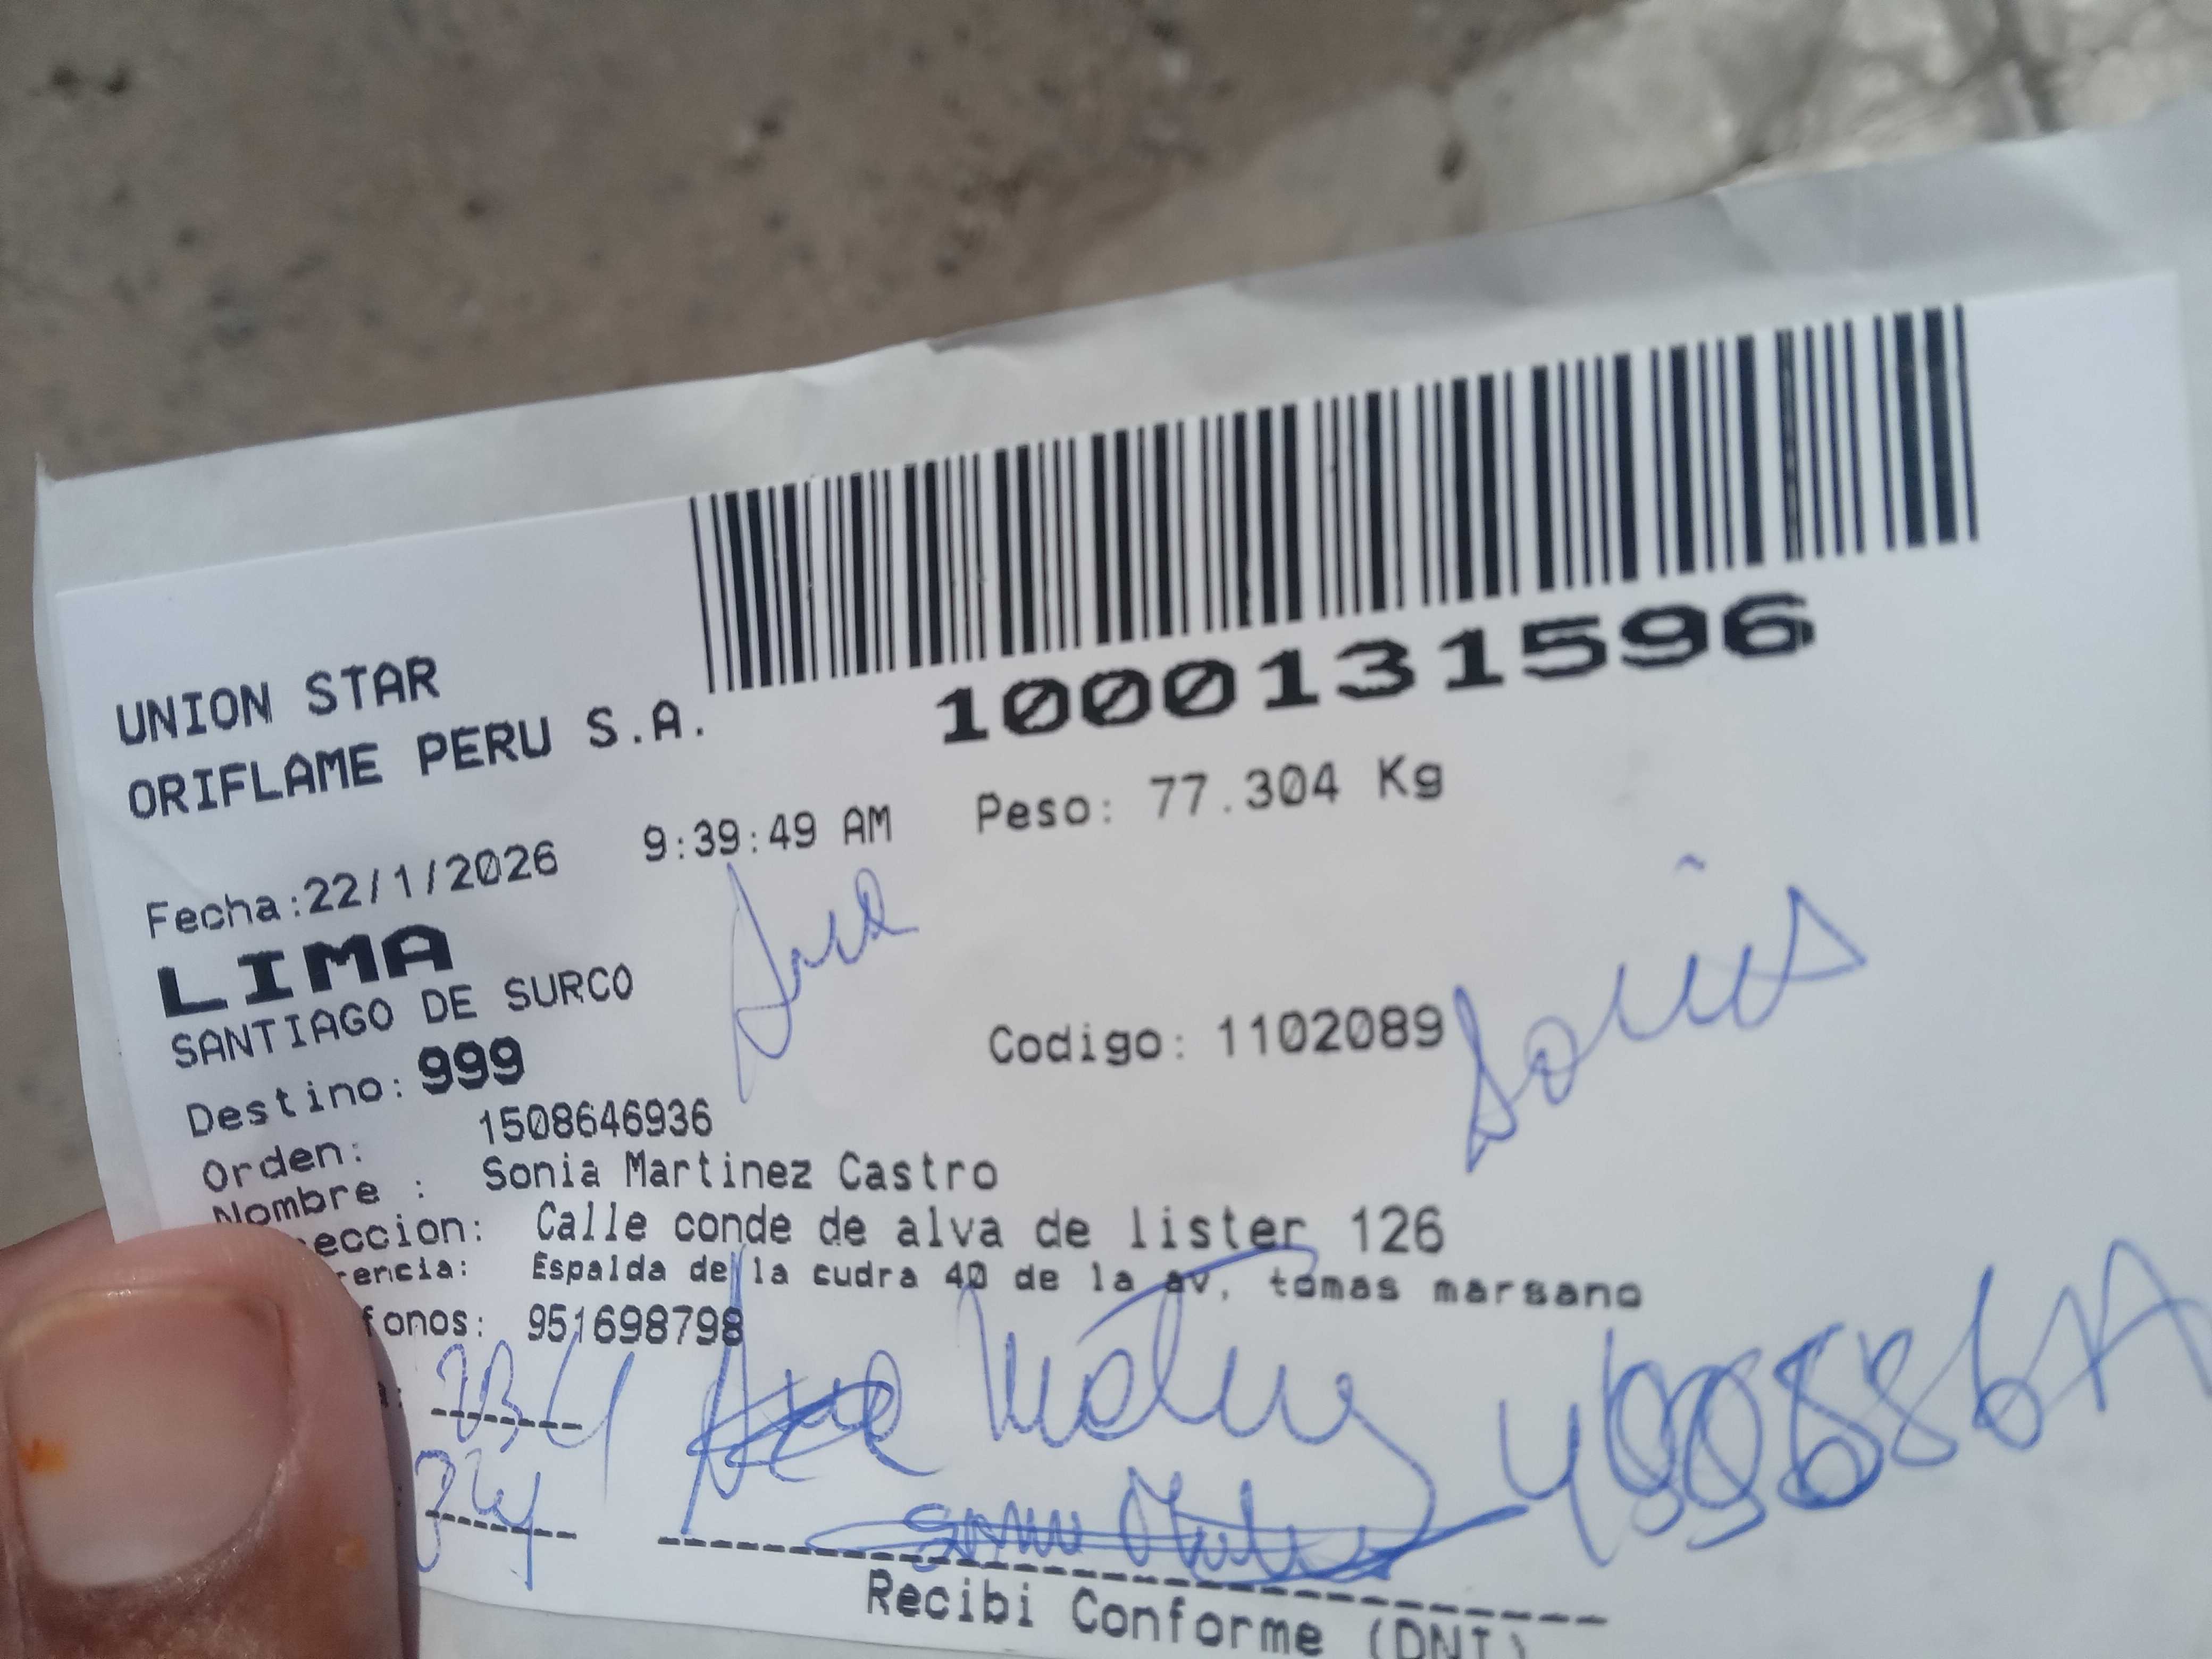 1000131596
UNION STAR
ORIFLAME PERU S.A.
Fecha:22/1/2026 9:39:49 AM Peso: 77.304 Kg
LIMA
SANTIAGO DE SURCO
Destino: 999 Codigo: 1102089
Orden: 1508646936
Nombre : Sonia Martinez Castro
eccion: Calle conde de alva de lister 126
rencia: Espalda de la cudra 40 de la av, tomas marsano
fonos: 951698798
Recibi Conforme (DNI)